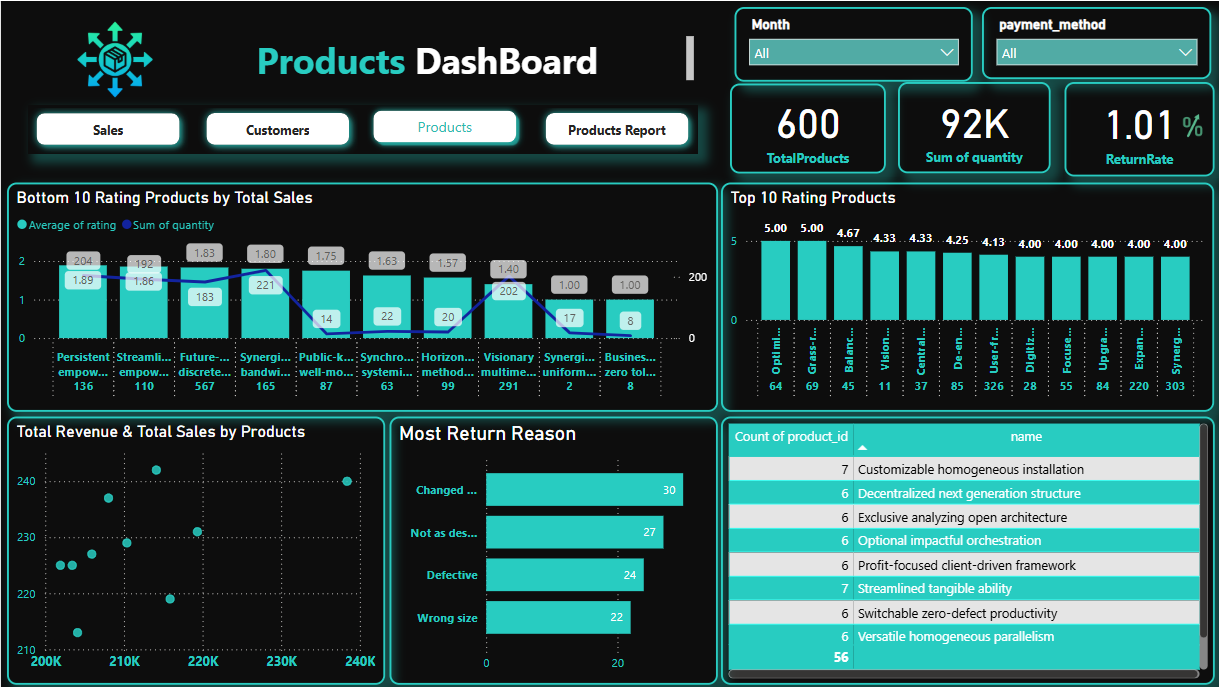 Products DashBoard
Month
All
payment_method
All
Sales
Customers
Products
Products Report
600
TotalProducts
92K
Sum of quantity
1.01 %
ReturnRate
Bottom 10 Rating Products by Total Sales
Average of rating
Sum of quantity
2
1
0
200
0
204
192
1.83
1.80
1.75
1.63
1.57
1.40
1.00
1.00
1.89
1.86
183
221
14
22
20
202
17
8
Persistent empow... 136
Streamli... empow... 110
Future-... discrete... 567
Synergi... bandwi... 165
Public-k... well-mo... 87
Synchro... systemi... 63
Horizon... method... 99
Visionary multime... 291
Synergi... uniform... 2
Busines... zero tol... 8
Top 10 Rating Products
5
0
5.00
5.00
4.67
4.33
4.33
4.25
4.13
4.00
4.00
4.00
4.00
4.00
Optimi... 64
Grass-r... 69
Balanc... 45
Vision... 11
Central... 37
De-en... 85
User-fr... 326
Digitiz... 28
Focuse... 55
Upgra... 84
Expan... 220
Synerg... 303
Total Revenue & Total Sales by Products
240
230
220
210
200K
210K
220K
230K
240K
Most Return Reason
Changed ...
30
Not as des...
27
Defective
24
Wrong size
22
0
20
Count of product_id name
7 Customizable homogeneous installation
6 Decentralized next generation structure
6 Exclusive analyzing open architecture
6 Optional impactful orchestration
6 Profit-focused client-driven framework
7 Streamlined tangible ability
6 Switchable zero-defect productivity
6 Versatile homogeneous parallelism
56